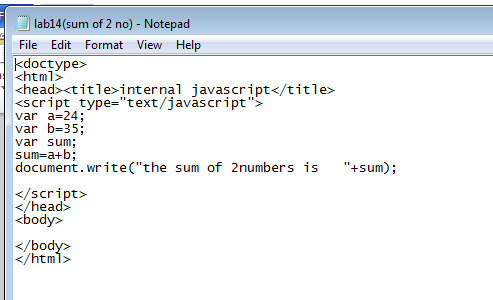 lab14(sum of 2 no) - Notepad
File Edit Format View Help
<doctype>
<html>
<head><title>internal javascript</title>
<script type="text/javascript">
var a=24;
var b=35;
var sum;
sum=a+b;
document.write("the sum of 2numbers is   "+sum);
</script>
</head>
<body>
</body>
</html>